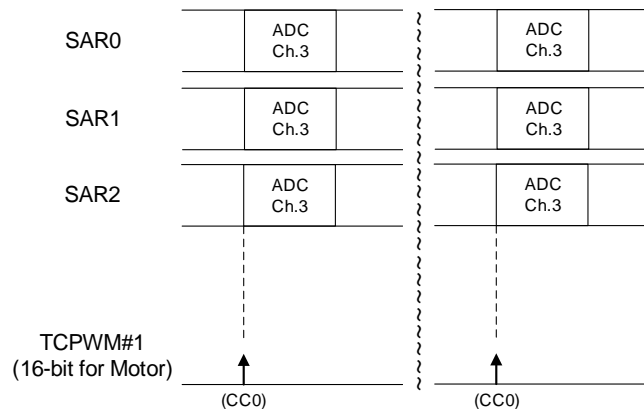 SAR0
ADC
Ch.3
ADC
Ch.3
SAR1
ADC
Ch.3
ADC
Ch.3
SAR2
ADC
Ch.3
ADC
Ch.3
TCPWM#1
(16-bit for Motor)
(CC0)
(CC0)